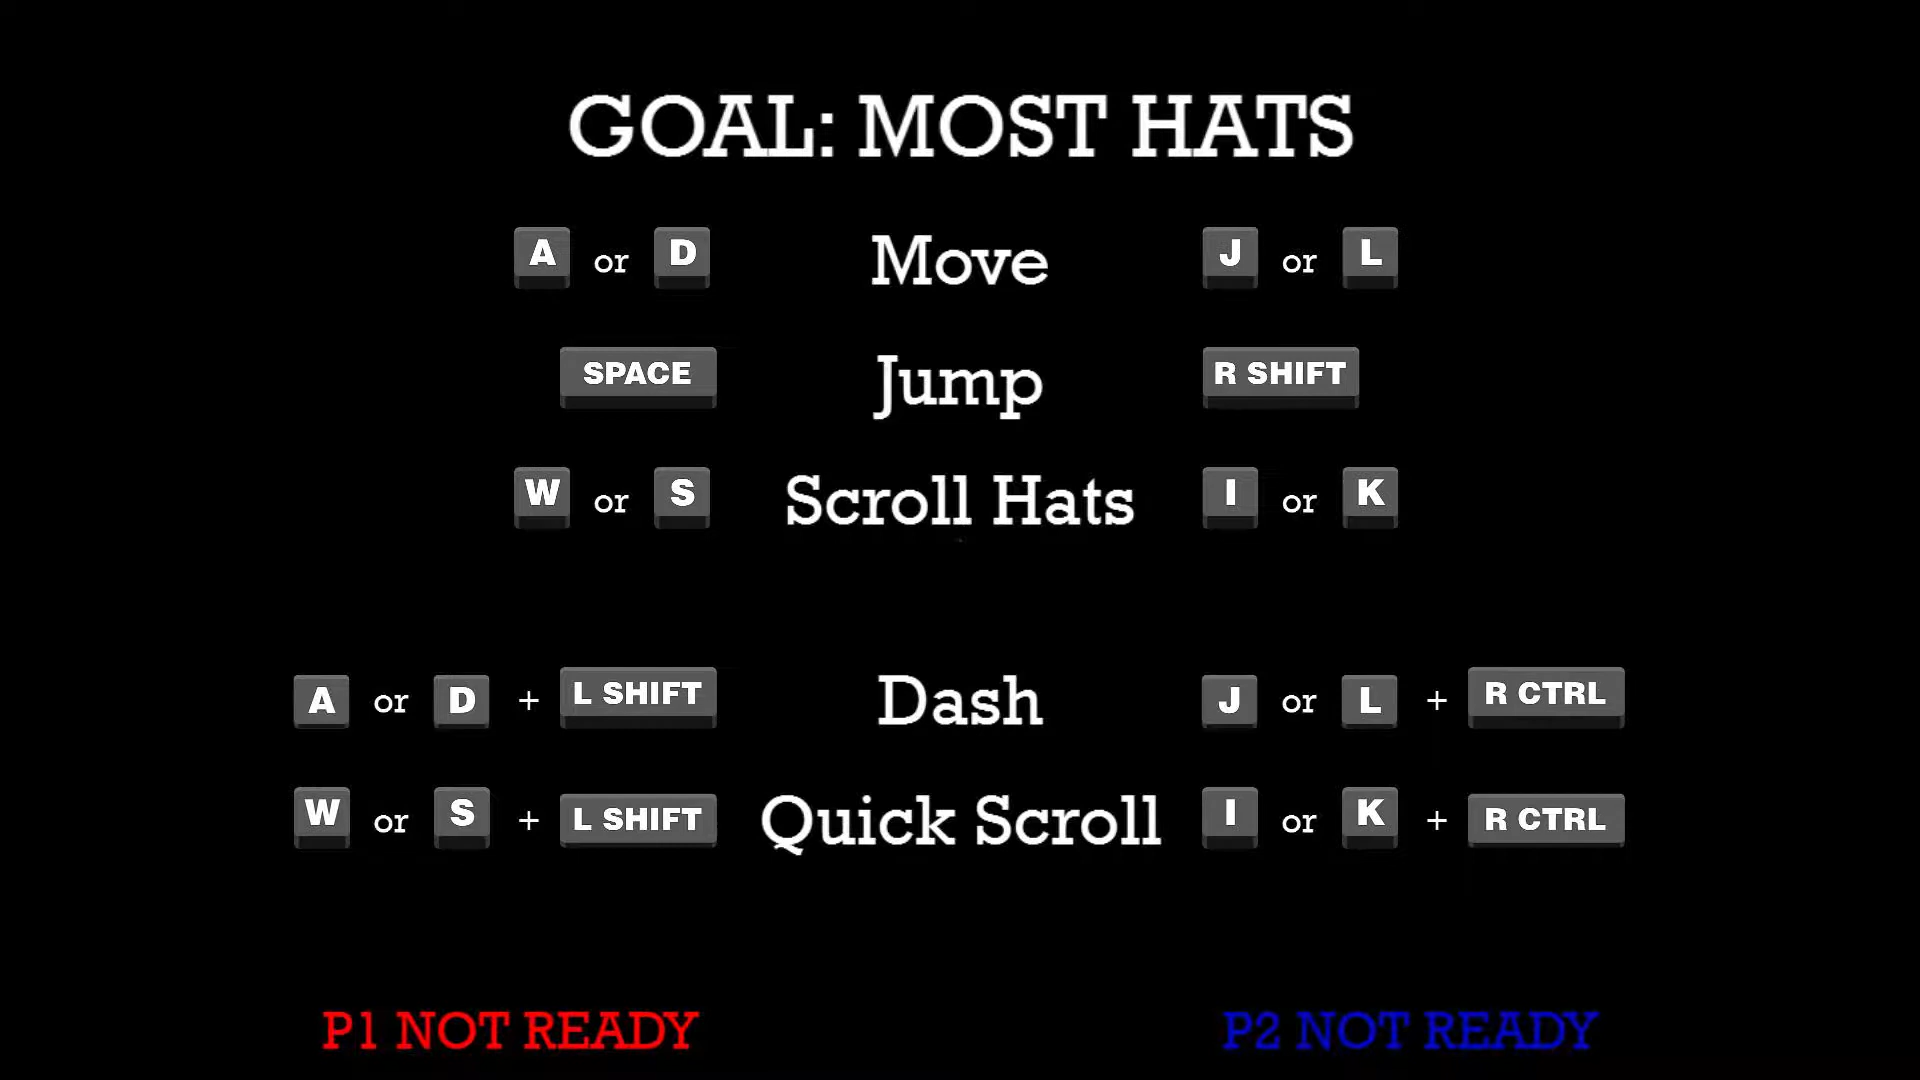 GOAL: MOST HATS
A or D Move J or L
SPACE Jump R SHIFT
W or S Scroll Hats I or K
A or D + L SHIFT Dash J or L + R CTRL
W or S + L SHIFT Quick Scroll I or K + R CTRL
P1 NOT READY P2 NOT READY